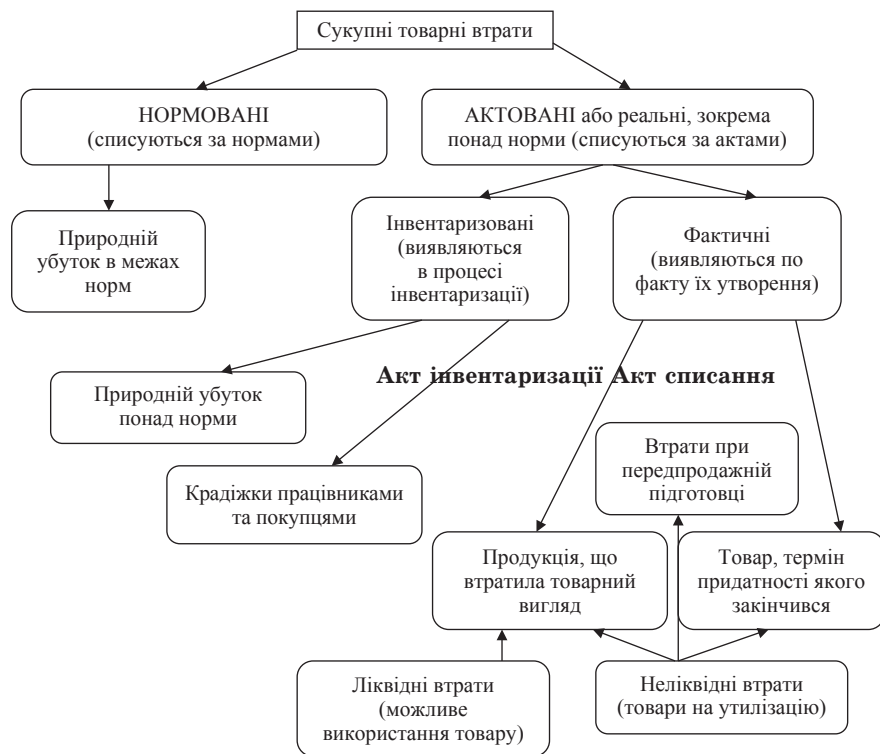 Сукупні товарні втрати
НОРМОВАНІ
(списуються за нормами)
АКТОВАНІ або реальні, зокрема
понад норми (списуються за актами)
Природній
убуток в межах
норм
Інвентаризовані
(виявляються
в процесі
інвентаризації)
Фактичні
(виявляються по
факту їх утворення)
Акт інвентаризації Акт списання
Природній убуток
понад норми
Втрати при
передпродажній
підготовці
Крадіжки працівниками
та покупцями
Продукція, що
втратила товарний
вигляд
Товар, термін
придатності якого
закінчився
Ліквідні втрати
(можливе
використання товару)
Неліквідні втрати
(товари на утилізацію)